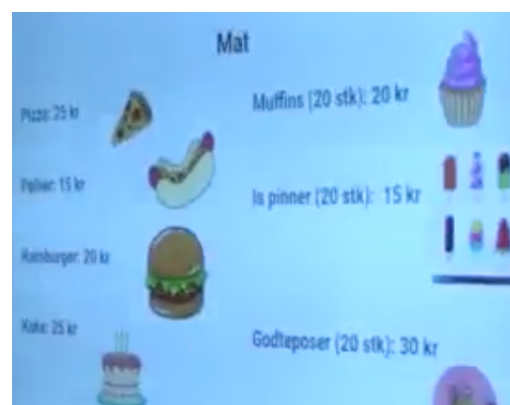 Mat
Pizza: 25 kr
Pølser: 15 kr
Hamburger: 20 kr
Kake: 25 kr
Muffins (20 stk): 20 kr
Is pinner (20 stk): 15 kr
Godteposer (20 stk): 30 kr